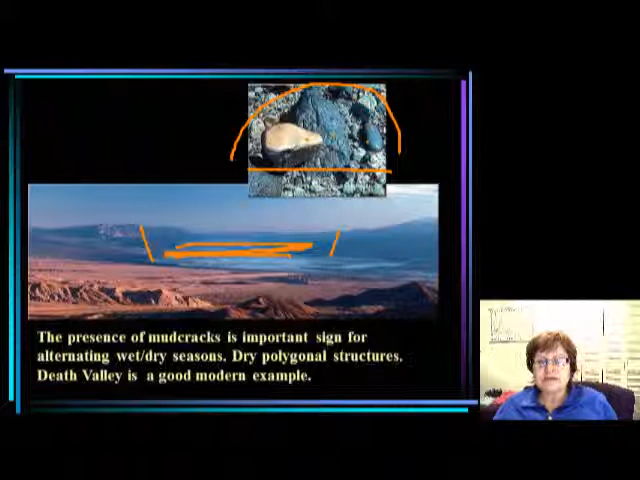 The presence of mudcracks is important sign for
alternating wet/dry seasons. Dry polygonal structures.
Death Valley is a good modern example.